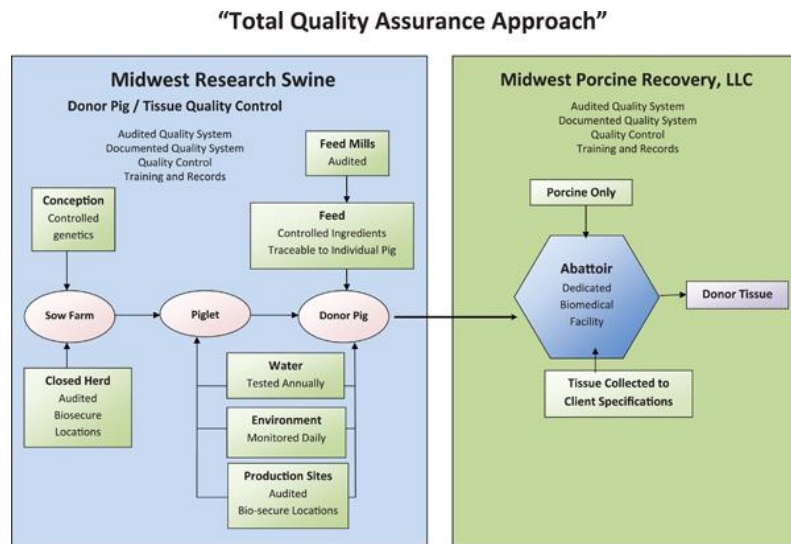 “Total Quality Assurance Approach”
Midwest Research Swine
Donor Pig / Tissue Quality Control
Audited Quality System
Documented Quality System
Quality Control
Training and Records
Feed Mills
Audited
Conception
Controlled
genetics
Feed
Controlled Ingredients
Traceable to Individual Pig
Sow Farm
Piglet
Donor Pig
Closed Herd
Audited
Biosecure
Locations
Water
Tested Annually
Environment
Monitored Daily
Production Sites
Audited
Bio-secure Locations
Midwest Porcine Recovery, LLC
Audited Quality System
Documented Quality System
Quality Control
Training and Records
Porcine Only
Abattoir
Dedicated
Biomedical
Facility
Donor Tissue
Tissue Collected to
Client Specifications